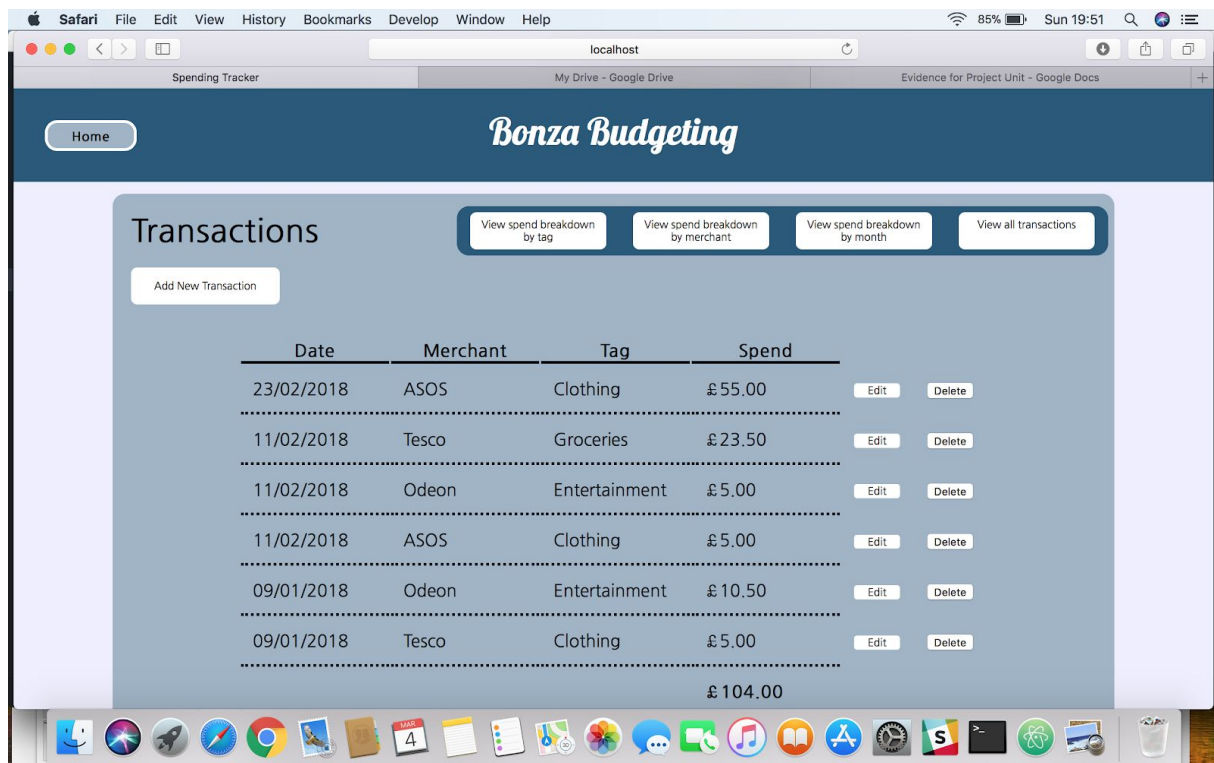 Safari File Edit View History Bookmarks Develop Window Help 85% Sun 19:51
localhost
Spending Tracker My Drive - Google Drive Evidence for Project Unit - Google Docs
Home Bonza Budgeting
Transactions
View spend breakdown by tag
View spend breakdown by merchant
View spend breakdown by month
View all transactions
Add New Transaction
Date Merchant Tag Spend
23/02/2018 ASOS Clothing £55.00 Edit Delete
11/02/2018 Tesco Groceries £23.50 Edit Delete
11/02/2018 Odeon Entertainment £5.00 Edit Delete
11/02/2018 ASOS Clothing £5.00 Edit Delete
09/01/2018 Odeon Entertainment £10.50 Edit Delete
09/01/2018 Tesco Clothing £5.00 Edit Delete
£104.00
MAR
4
S